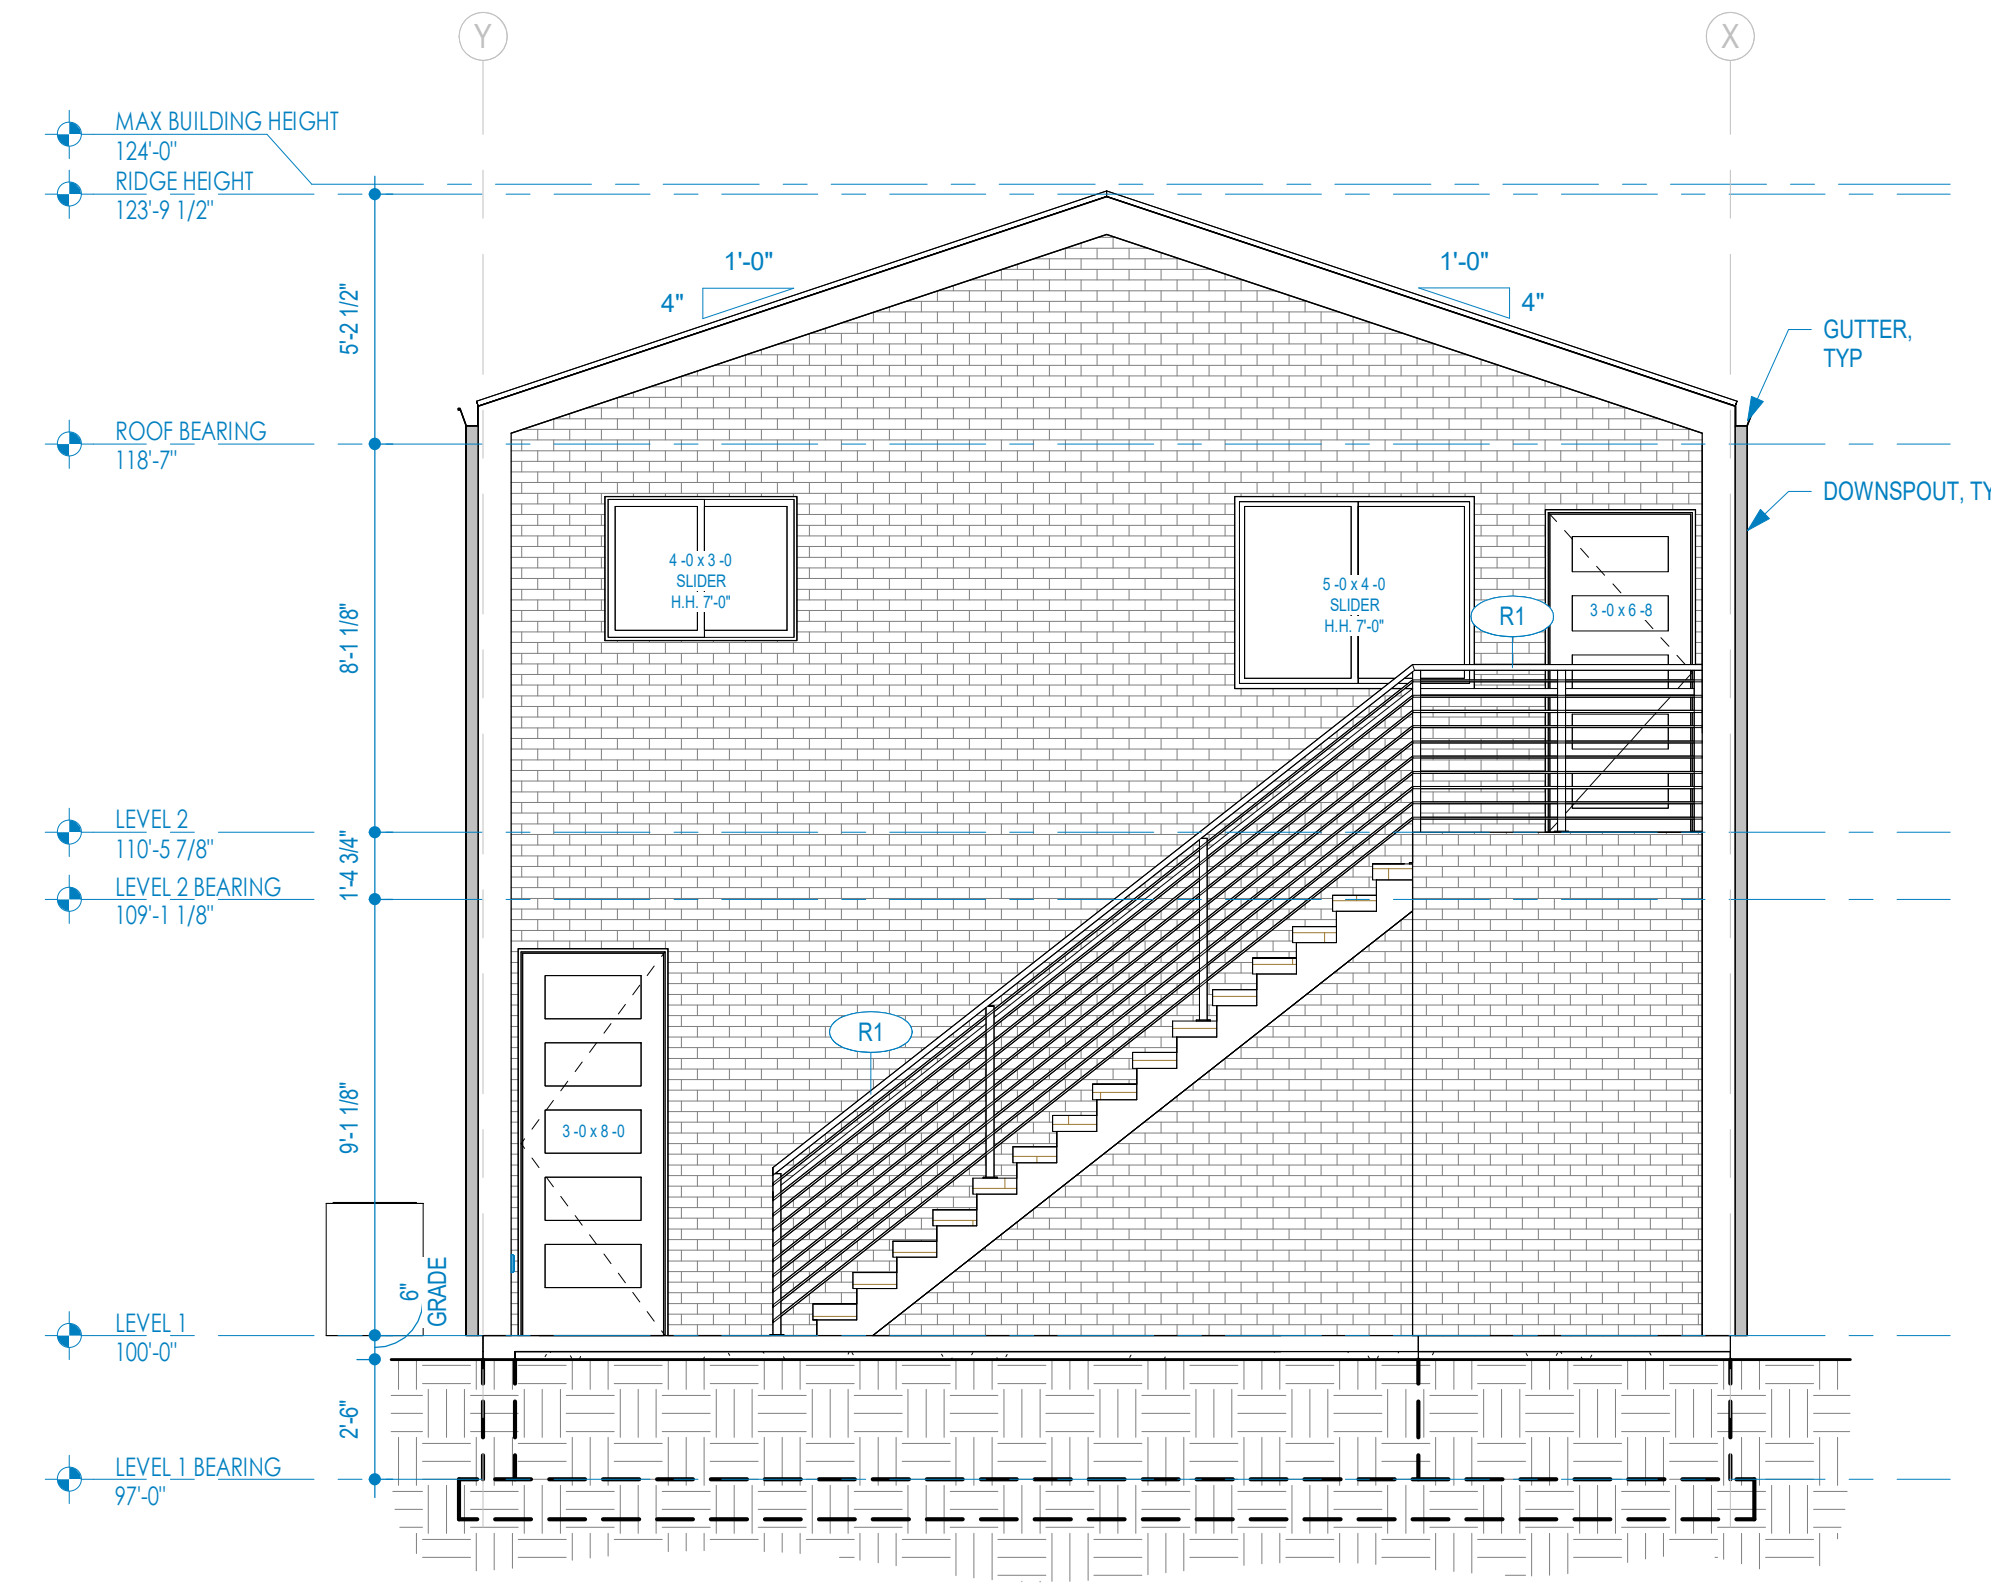 Y
X
MAX BUILDING HEIGHT
124'-0"
RIDGE HEIGHT
123'-9 1/2"
1'-0"
4"
1'-0"
4"
5'-2 1/2"
GUTTER,
TYP
ROOF BEARING
118'-7"
DOWNSPOUT, TY
4 -0 x 3 -0
SLIDER
H.H. 7'-0"
5 -0 x 4 -0
SLIDER
H.H. 7'-0"
R1
3 -0 x 6 -8
8'-1 1/8"
LEVEL 2
110'-5 7/8"
1'-4 3/4"
LEVEL 2 BEARING
109'-1 1/8"
R1
9'-1 1/8"
3 -0 x 8 -0
6"
GRADE
LEVEL 1
100'-0"
2'-6"
LEVEL 1 BEARING
97'-0"